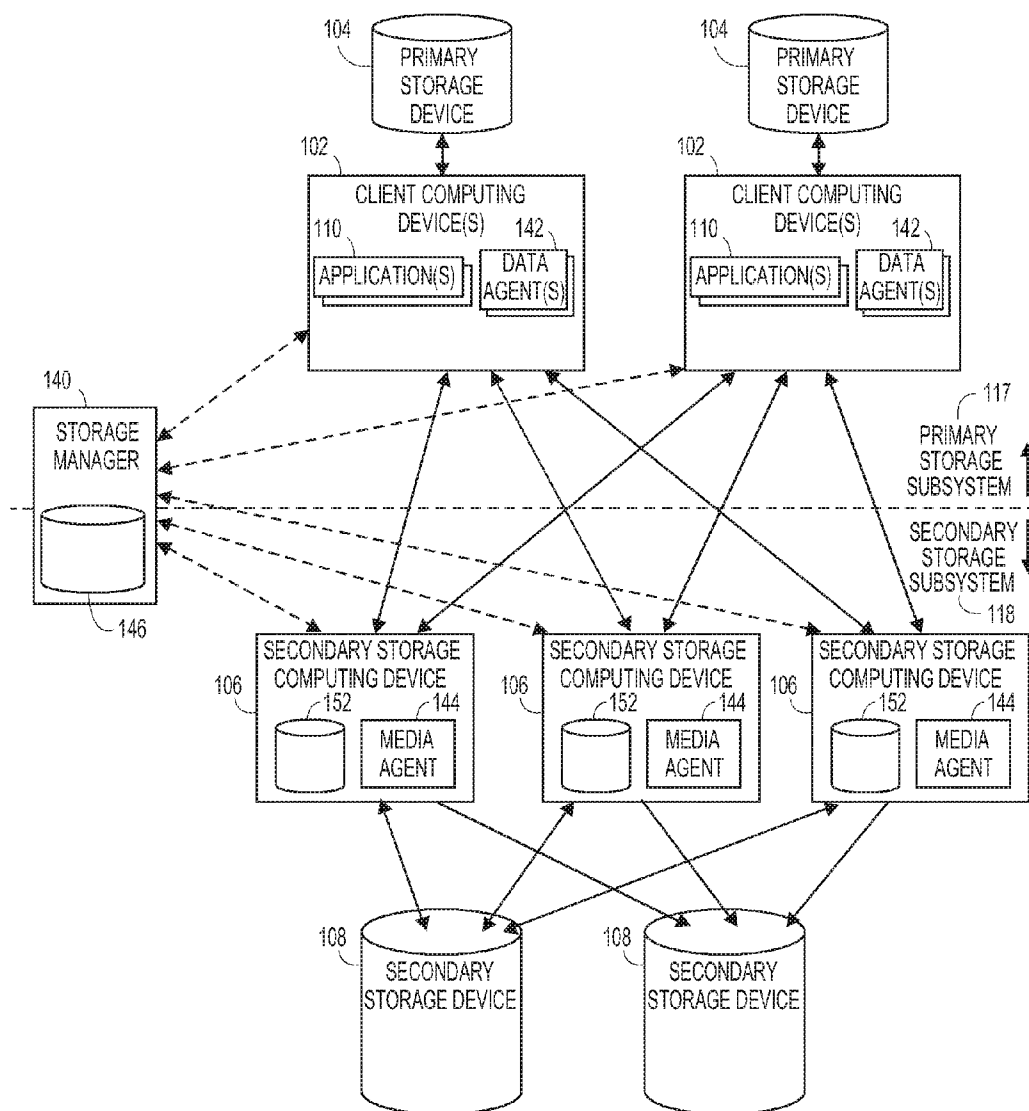 104
PRIMARY
STORAGE
DEVICE
104
PRIMARY
STORAGE
DEVICE
102
CLIENT COMPUTING
DEVICE(S)
110
142
APPLICATION(S)
DATA
AGENT(S)
102
CLIENT COMPUTING
DEVICE(S)
110
142
APPLICATION(S)
DATA
AGENT(S)
140
STORAGE
MANAGER
146
117
PRIMARY
STORAGE
SUBSYSTEM
SECONDARY
STORAGE
SUBSYSTEM
118
SECONDARY STORAGE
COMPUTING DEVICE
106
152
144
MEDIA
AGENT
SECONDARY STORAGE
COMPUTING DEVICE
106
152
144
MEDIA
AGENT
SECONDARY STORAGE
COMPUTING DEVICE
106
152
144
MEDIA
AGENT
108
SECONDARY
STORAGE DEVICE
108
SECONDARY
STORAGE DEVICE